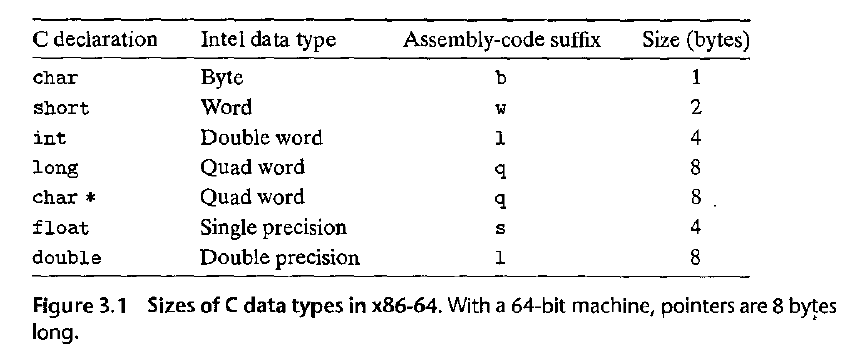 C declaration Intel data type Assembly-code suffix Size (bytes)
char Byte b 1
short Word w 2
int Double word l 4
long Quad word q 8
char * Quad word q 8
float Single precision s 4
double Double precision l 8
Figure 3.1 Sizes of C data types in x86-64. With a 64-bit machine, pointers are 8 bytes
long.